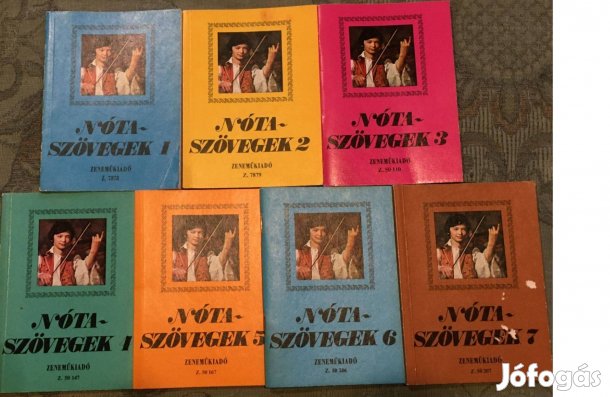 NÓTA-
SZÖVEGEK 1
ZENEMŰKIADÓ
Z. 7878
NÓTA-
SZÖVEGEK 2
ZENEMŰKIADÓ
Z. 7879
NÓTA-
SZÖVEGEK 3
ZENEMŰKIADÓ
NÓTA-
SZÖVEGEK 4
ZENEMŰKIADÓ
NÓTA-
SZÖVEGEK 5
ZENEMŰKIADÓ
NÓTA-
SZÖVEGEK 6
ZENEMŰKIADÓ
NÓTA-
SZÖVEGEK 7
ZENEMŰKIADÓ
Jófogás